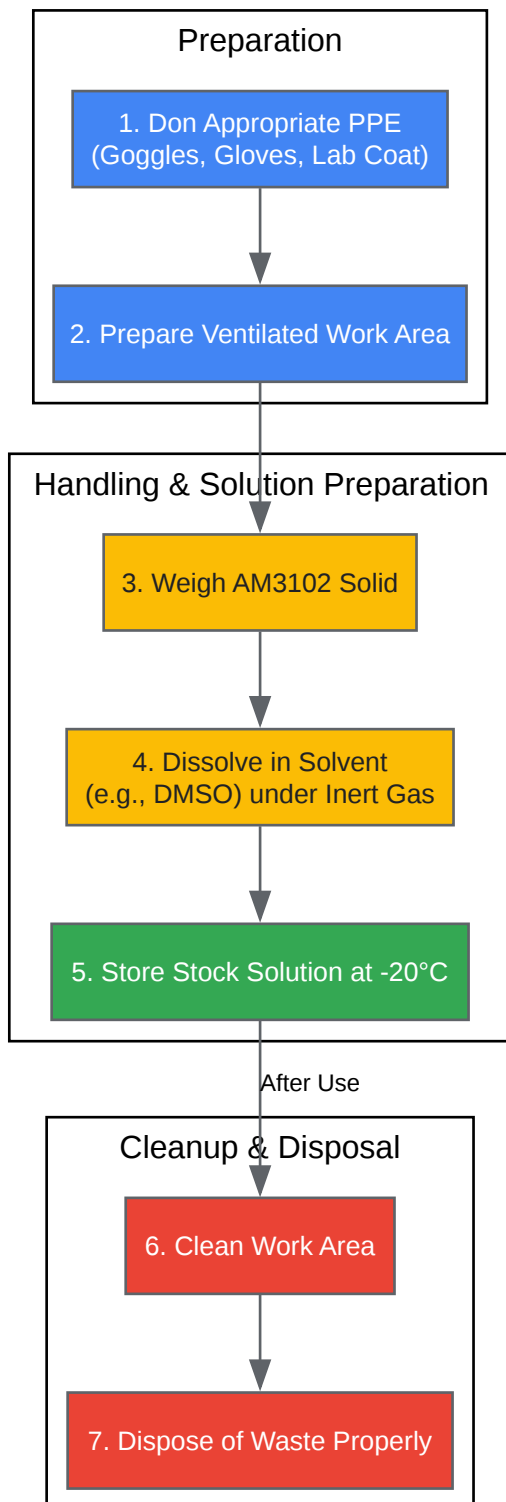 Preparation
1. Don Appropriate PPE
(Goggles, Gloves, Lab Coat)
2. Prepare Ventilated Work Area
Handling & Solution Preparation
3. Weigh AM3102 Solid
4. Dissolve in Solvent
(e.g., DMSO) under Inert Gas
5. Store Stock Solution at -20°C
After Use
Cleanup & Disposal
6. Clean Work Area
7. Dispose of Waste Properly